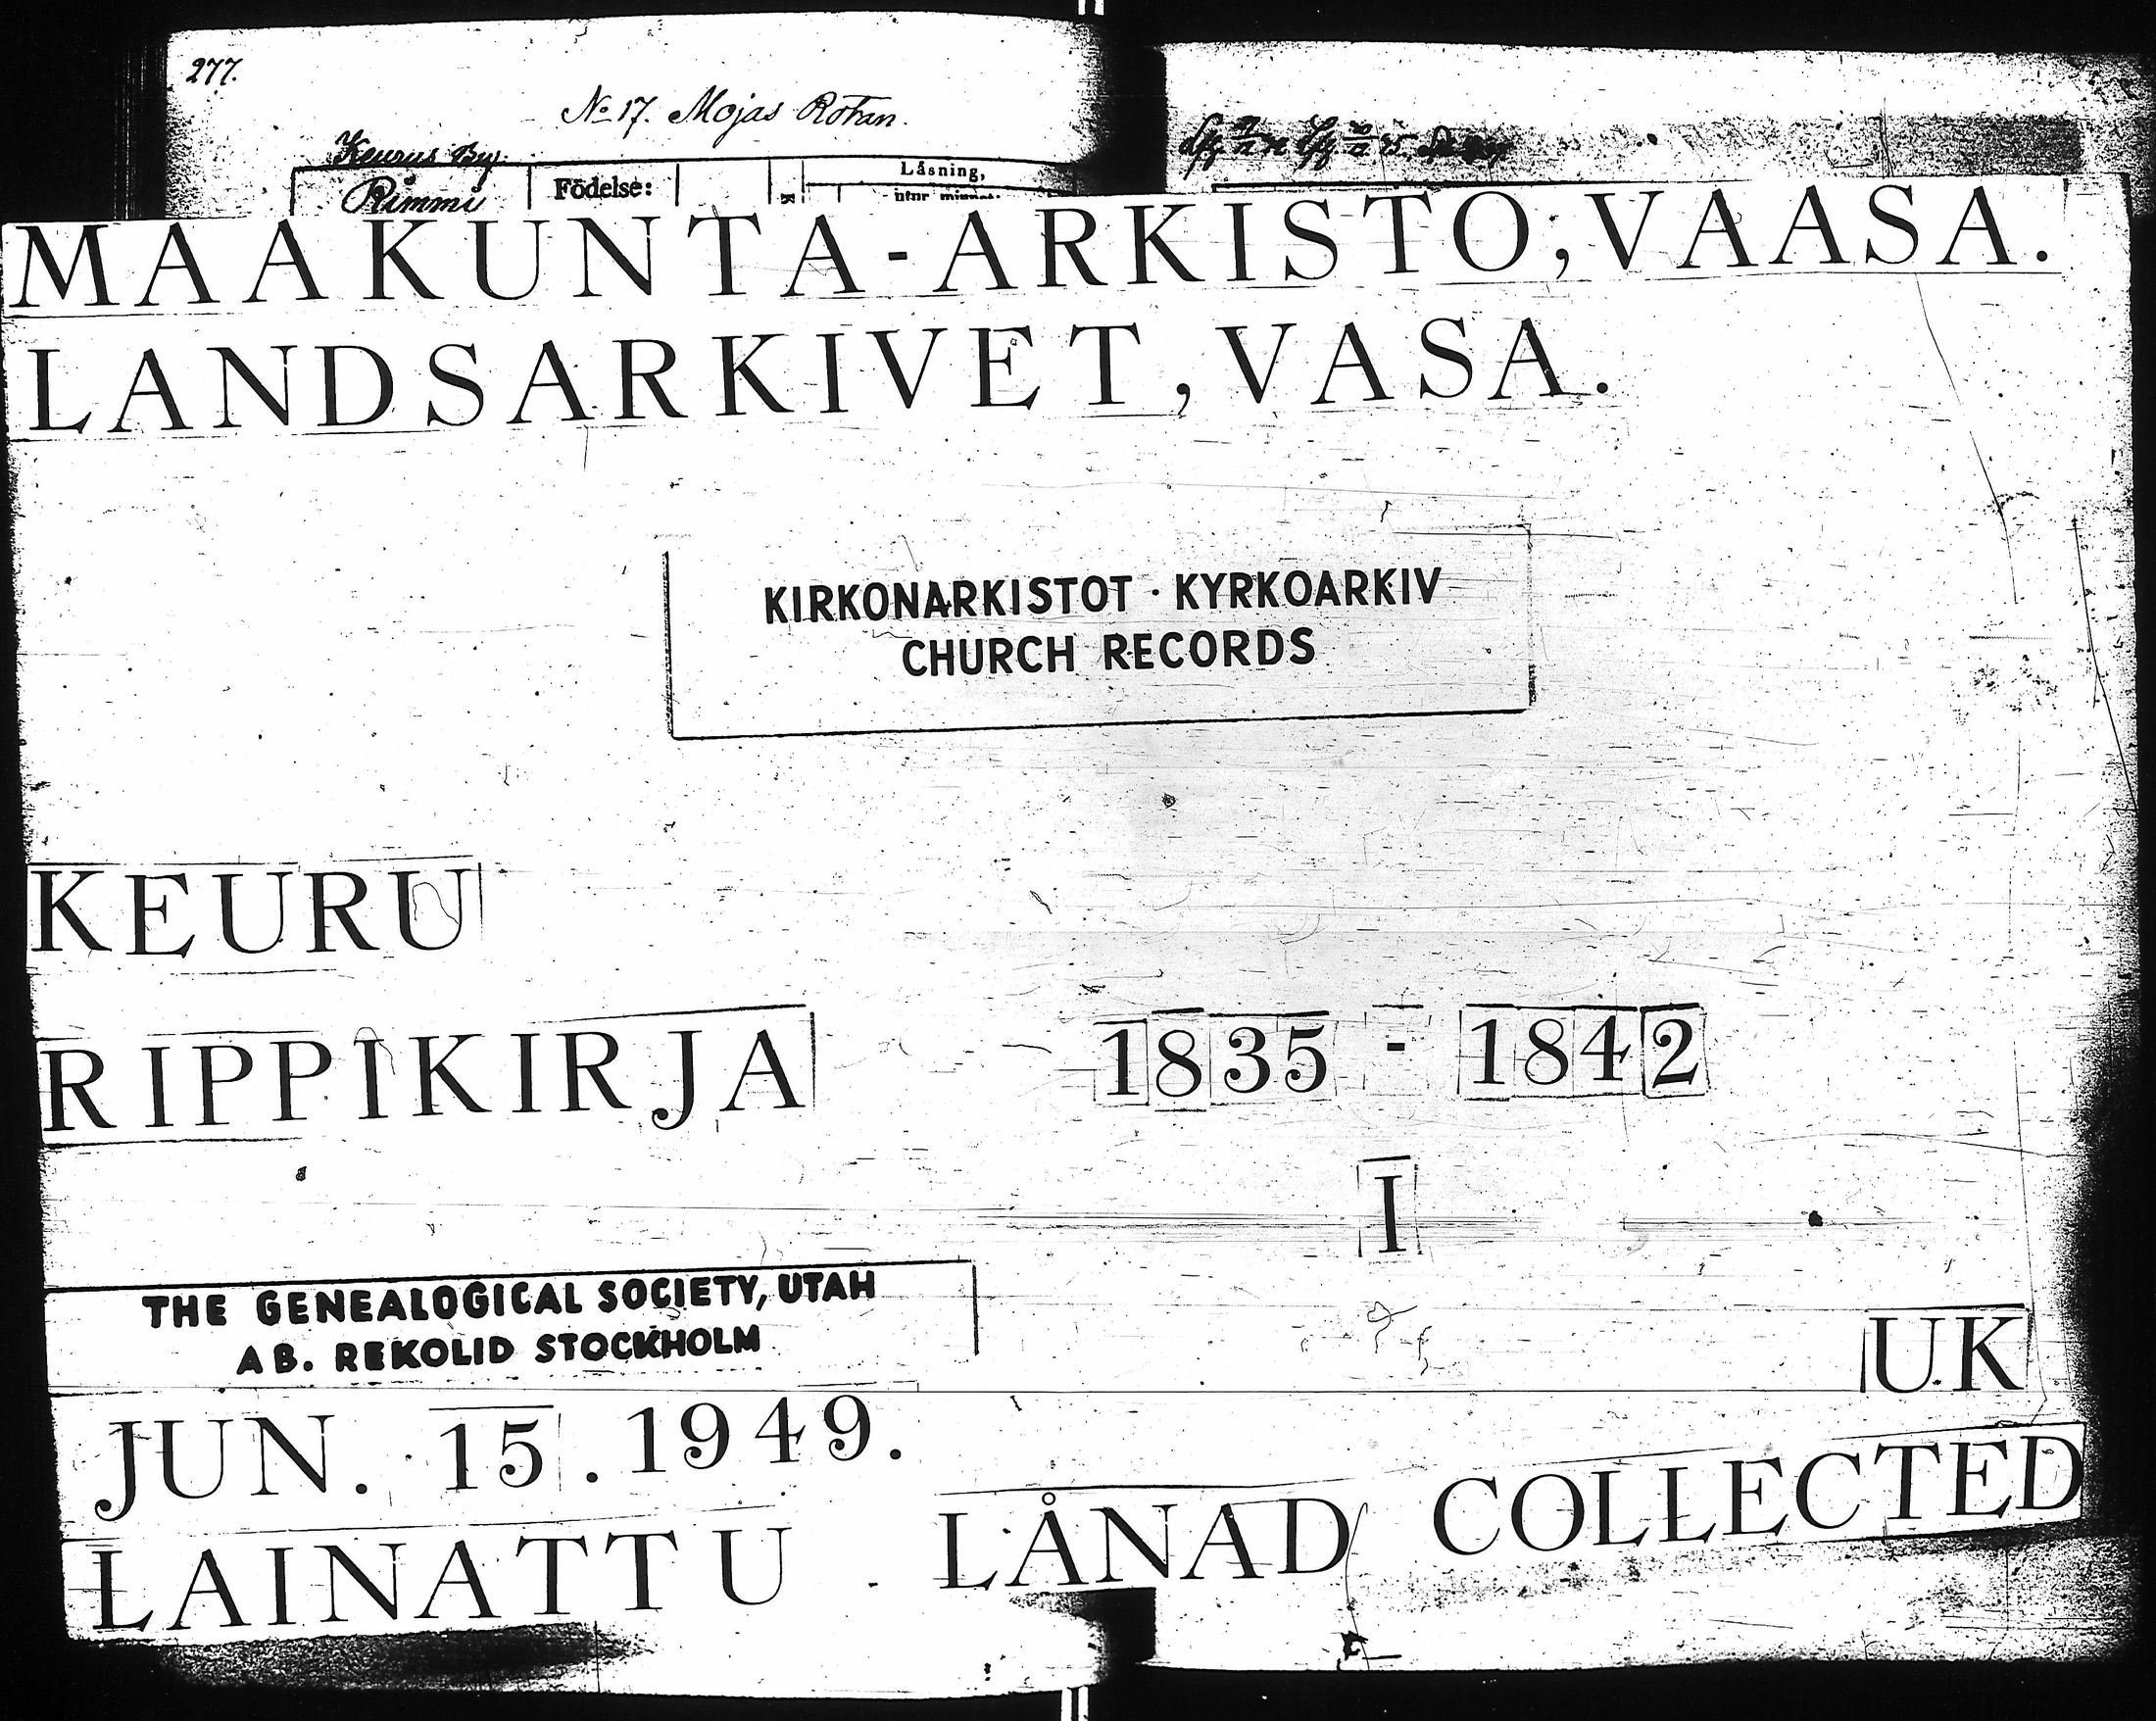 277.
No 17. Mojas Rotan.
Keurus By.
Rimmi
Födelse:
Läsning,
MAAKUNTA-ARKISTO, VAASA.
LANDSARKIVET, VASA.
KIRKONARKISTOT · KYRKOARKIV
CHURCH RECORDS
KEURU
RIPPIKIRJA 1835 - 1842
I
THE GENEALOGICAL SOCIETY, UTAH
AB. REKOLID STOCKHOLM
UK
JUN. 15. 1949.
LAINATTU . LÅNAD COLLECTED